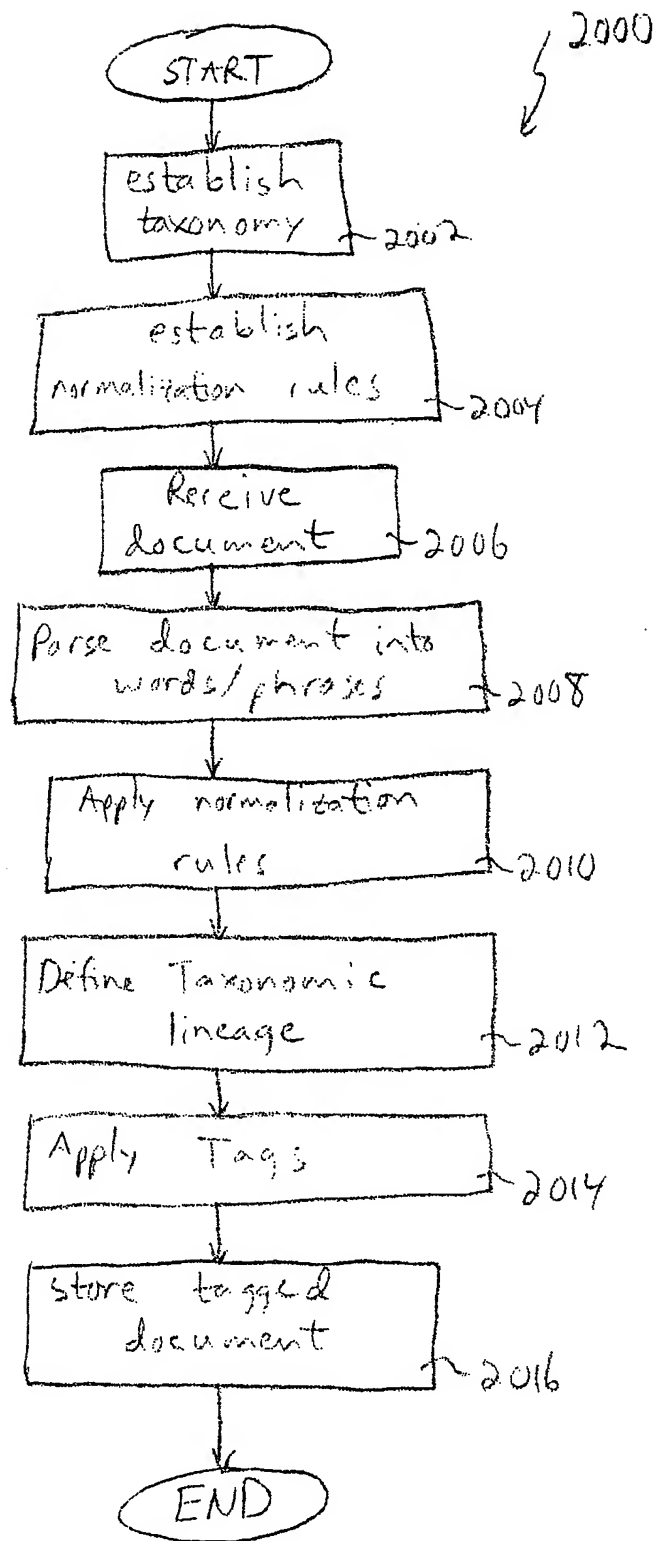 2000
START
establish
taxonomy
2002
establish
normalization rules
2004
Receive
document
2006
Parse document into
words/phrases
2008
Apply normalization
rules
2010
Define Taxonomic
lineage
2012
Apply Tags
2014
store tagged
document
2016
END